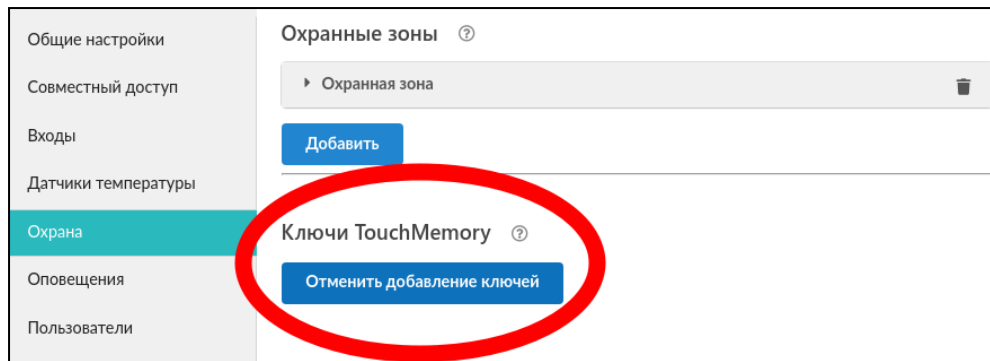 Общие настройки
Совместный доступ
Входы
Датчики температуры
Охрана
Оповещения
Пользователи
Охранные зоны ?
Охранная зона
Добавить
Ключи TouchMemory ?
Отменить добавление ключей